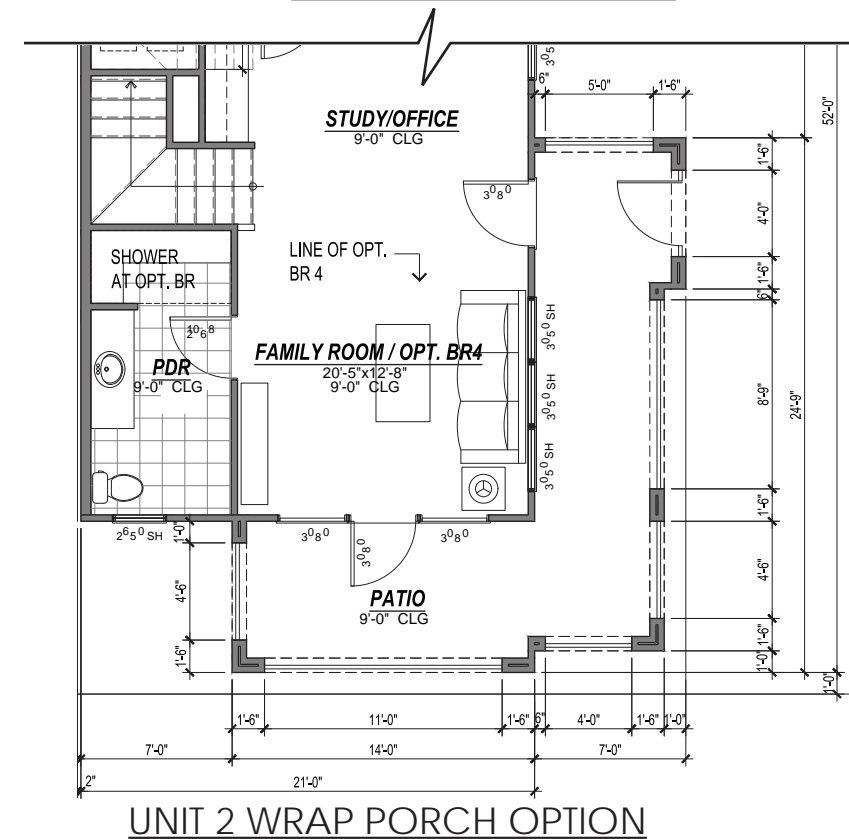 3⁰5
6"
5'-0"
1'-6"
52'-0"
STUDY/OFFICE
9'-0" CLG
1'-6"
3⁰8⁰
4'-0"
SHOWER
AT OPT. BR
LINE OF OPT.
BR 4
1'-6"
6"
3⁰5⁰ SH
2⁁⁰6⁸
PDR
9'-0" CLG
FAMILY ROOM / OPT. BR4
20'-5"x12'-8"
9'-0" CLG
3⁰5⁰ SH
8'-9"
24'-9"
3⁰5⁰ SH
1'-6"
2⁶5⁰ SH
1'-0"
3⁰8⁰
3⁰8⁰
3⁰8⁰
4'-6"
4'-6"
PATIO
9'-0" CLG
1'-6"
1'-6"
1'-0"
1'-0"
1'-6"
11'-0"
1'-6"
6"
4'-0"
1'-6"
1'-0"
7'-0"
14'-0"
7'-0"
2"
21'-0"
UNIT 2 WRAP PORCH OPTION